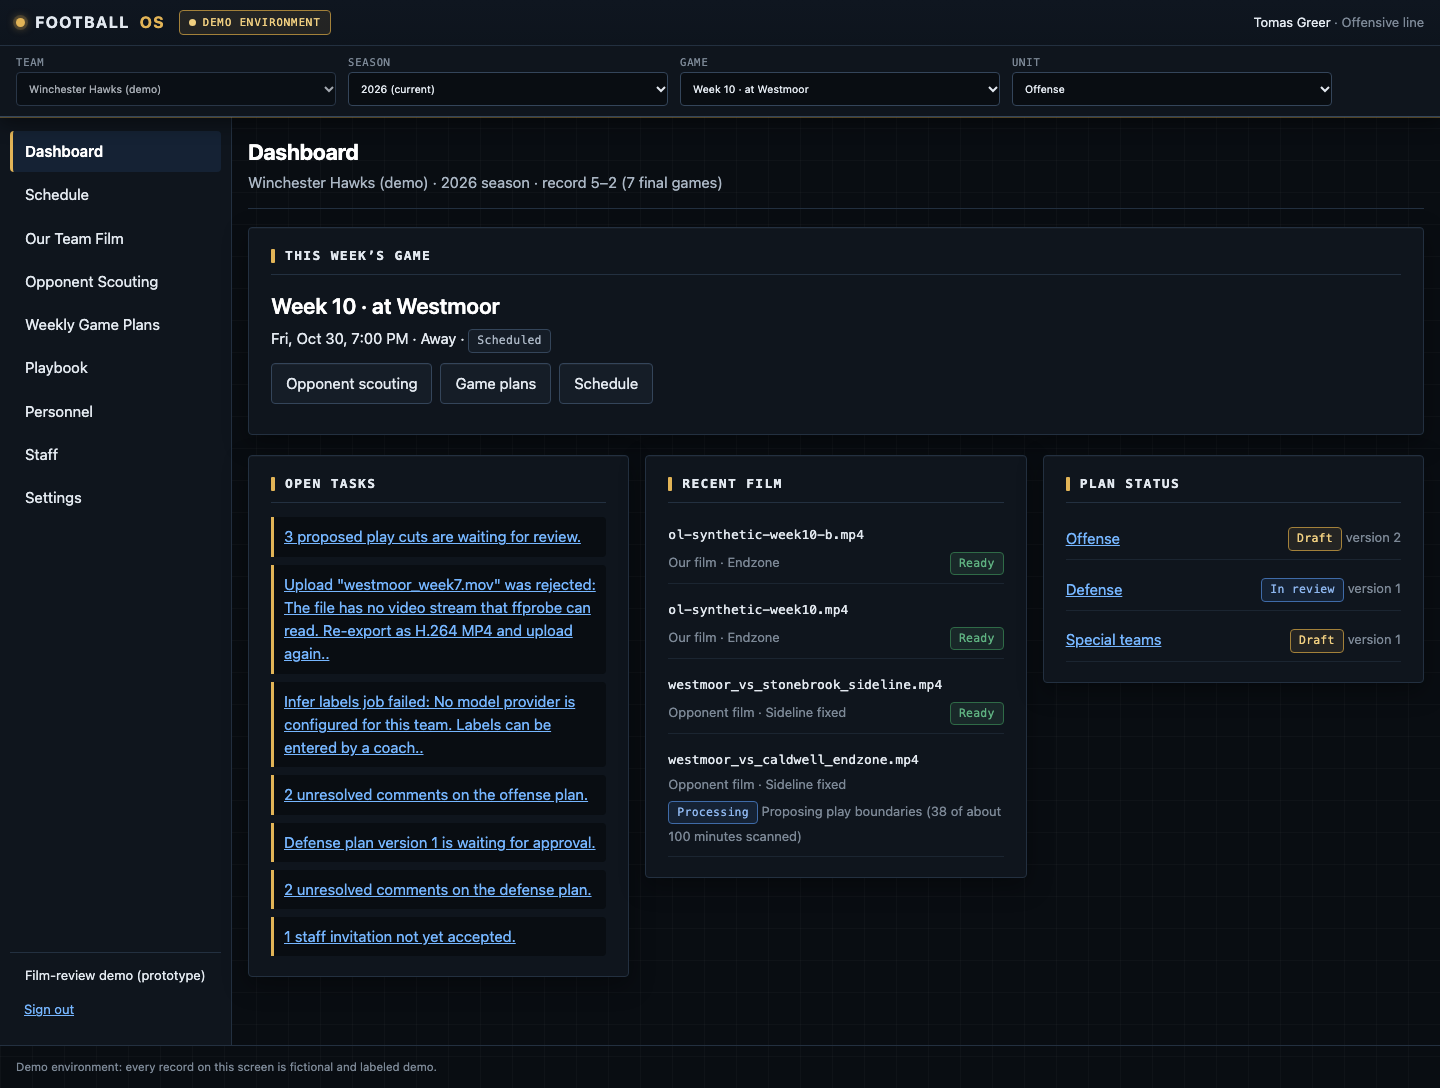 FOOTBALL OS
DEMO ENVIRONMENT
Tomas Greer · Offensive line
TEAM
Winchester Hawks (demo)
SEASON
2026 (current)
GAME
Week 10 · at Westmoor
UNIT
Offense
Dashboard
Schedule
Our Team Film
Opponent Scouting
Weekly Game Plans
Playbook
Personnel
Staff
Settings
Film-review demo (prototype)
Sign out
Dashboard
Winchester Hawks (demo) · 2026 season · record 5–2 (7 final games)
THIS WEEK’S GAME
Week 10 · at Westmoor
Fri, Oct 30, 7:00 PM · Away · Scheduled
Opponent scouting
Game plans
Schedule
OPEN TASKS
3 proposed play cuts are waiting for review.
Upload "westmoor_week7.mov" was rejected:
The file has no video stream that ffprobe can
read. Re-export as H.264 MP4 and upload
again..
Infer labels job failed: No model provider is
configured for this team. Labels can be
entered by a coach..
2 unresolved comments on the offense plan.
Defense plan version 1 is waiting for approval.
2 unresolved comments on the defense plan.
1 staff invitation not yet accepted.
RECENT FILM
ol-synthetic-week10-b.mp4
Our film · Endzone
Ready
ol-synthetic-week10.mp4
Our film · Endzone
Ready
westmoor_vs_stonebrook_sideline.mp4
Opponent film · Sideline fixed
Ready
westmoor_vs_caldwell_endzone.mp4
Opponent film · Sideline fixed
Processing Proposing play boundaries (38 of about
100 minutes scanned)
PLAN STATUS
Offense
Draft version 2
Defense
In review version 1
Special teams
Draft version 1
Demo environment: every record on this screen is fictional and labeled demo.